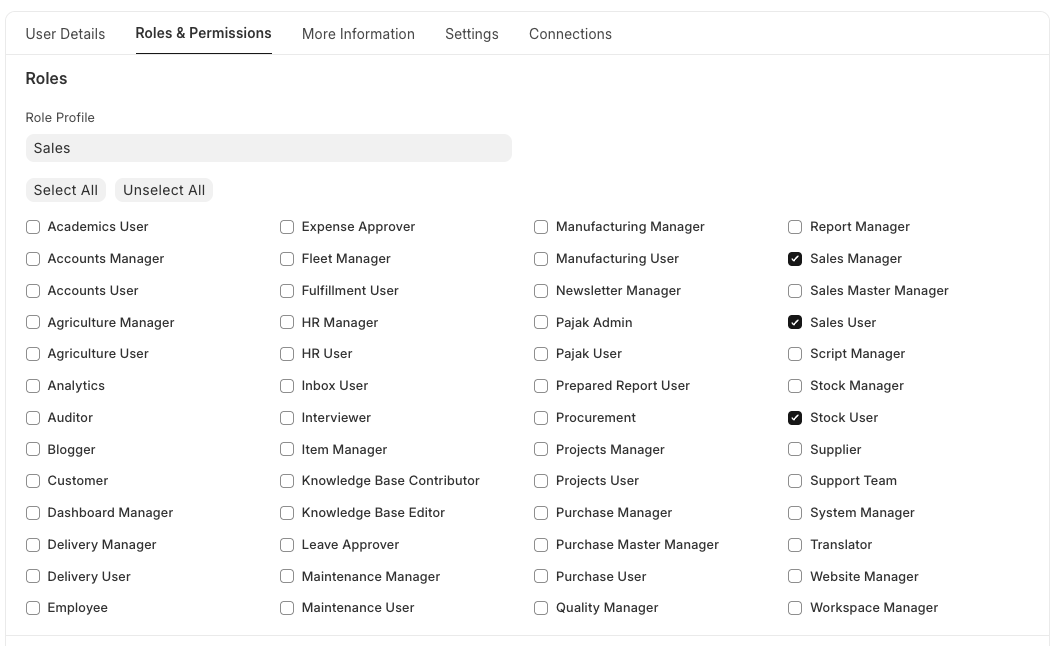 User Details Roles & Permissions More Information Settings Connections
Roles
Role Profile
Sales
Select All Unselect All
Academics User Expense Approver Manufacturing Manager Report Manager
Accounts Manager Fleet Manager Manufacturing User Sales Manager
Accounts User Fulfillment User Newsletter Manager Sales Master Manager
Agriculture Manager HR Manager Pajak Admin Sales User
Agriculture User HR User Pajak User Script Manager
Analytics Inbox User Prepared Report User Stock Manager
Auditor Interviewer Procurement Stock User
Blogger Item Manager Projects Manager Supplier
Customer Knowledge Base Contributor Projects User Support Team
Dashboard Manager Knowledge Base Editor Purchase Manager System Manager
Delivery Manager Leave Approver Purchase Master Manager Translator
Delivery User Maintenance Manager Purchase User Website Manager
Employee Maintenance User Quality Manager Workspace Manager